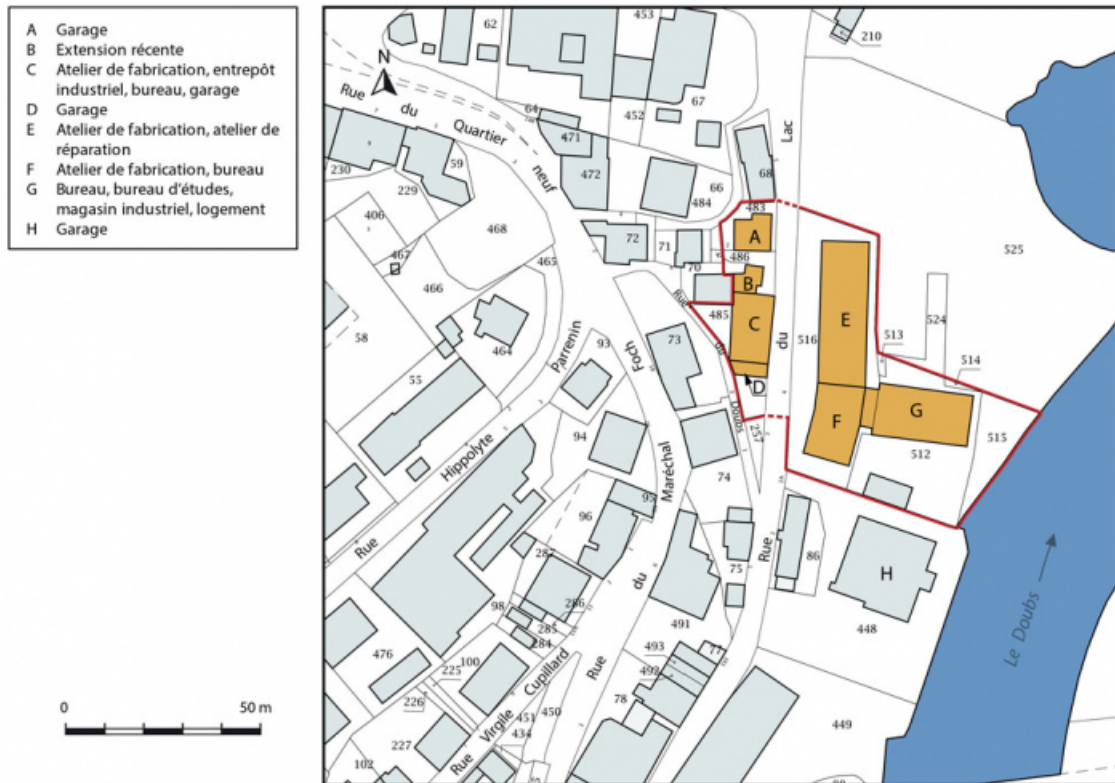 A Garage
B Extension récente
C Atelier de fabrication, entrepôt
industriel, bureau, garage
D Garage
E Atelier de fabrication, atelier de
réparation
F Atelier de fabrication, bureau
G Bureau, bureau d'études,
magasin industriel, logement
H Garage
0 50 m
N
Rue du Quartier neuf
62
453
210
64
471
452
67
230
59
229
472
484
66
68
Lac
483
406
468
72
71
A
486
467
465
70
B
466
485
C
E
516
525
58
464
Rue du Doubs
du
513
524
514
93
73
D
55
Parrenin
Foch
F
G
515
257
512
94
74
Hippolyte
Maréchal
95
96
Rue
287
75
86
H
Rue
du
286
98
285
284
491
448
Le Doubs
476
100
225
493
77
492
226
Cupillard
Rue
78
450
451
434
449
227
Virgile
102
Rue